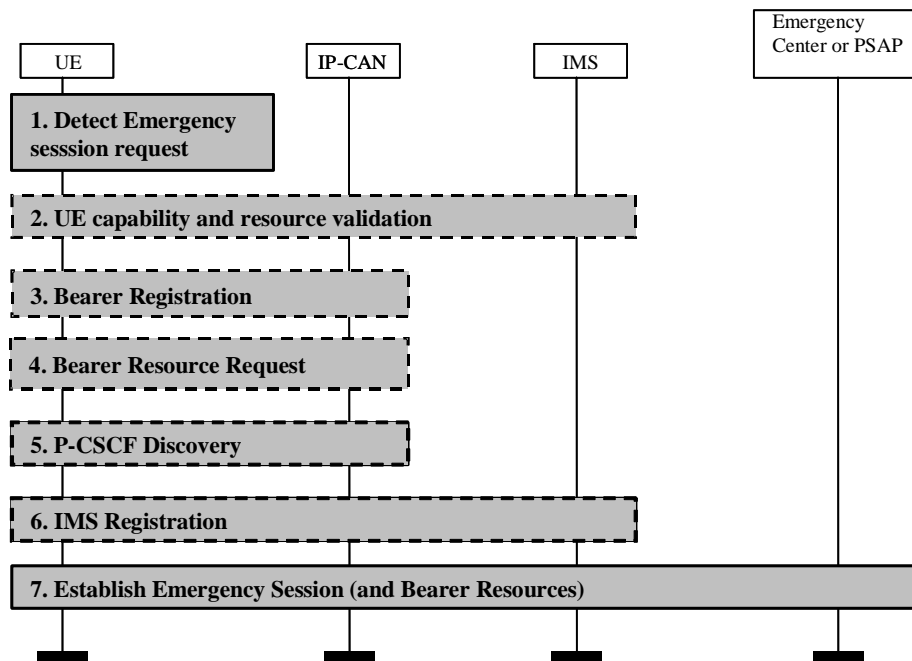 Emergency
Center or PSAP
UE
IP-CAN
IMS
1. Detect Emergency
sesssion request
2. UE capability and resource validation
3. Bearer Registration
4. Bearer Resource Request
5. P-CSCF Discovery
6. IMS Registration
7. Establish Emergency Session (and Bearer Resources)